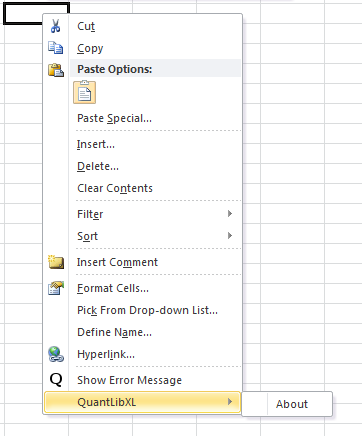 Cut
Copy
Paste Options:
Paste Special...
Insert...
Delete...
Clear Contents
Filter
Sort
Insert Comment
Format Cells...
Pick From Drop-down List...
Define Name...
Hyperlink...
Q Show Error Message
QuantLibXL
About